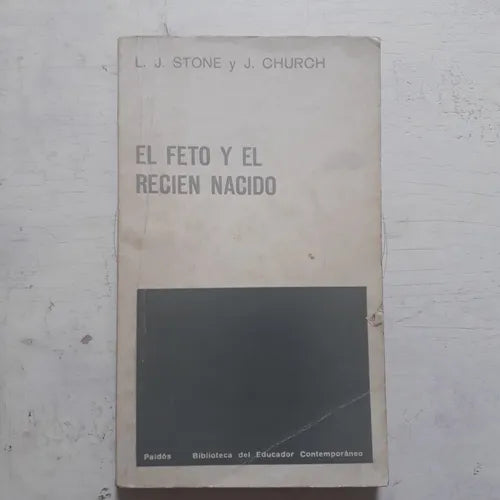 L. J. STONE y J. CHURCH
EL FETO Y EL
RECIEN NACIDO
Paidós Biblioteca del Educador Contemporáneo